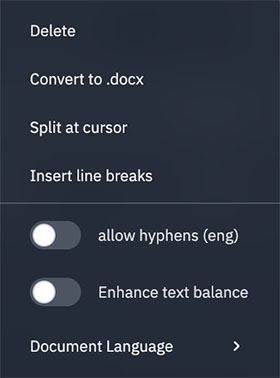 Delete
Convert to .docx
Split at cursor
Insert line breaks
allow hyphens (eng)
Enhance text balance
Document Language